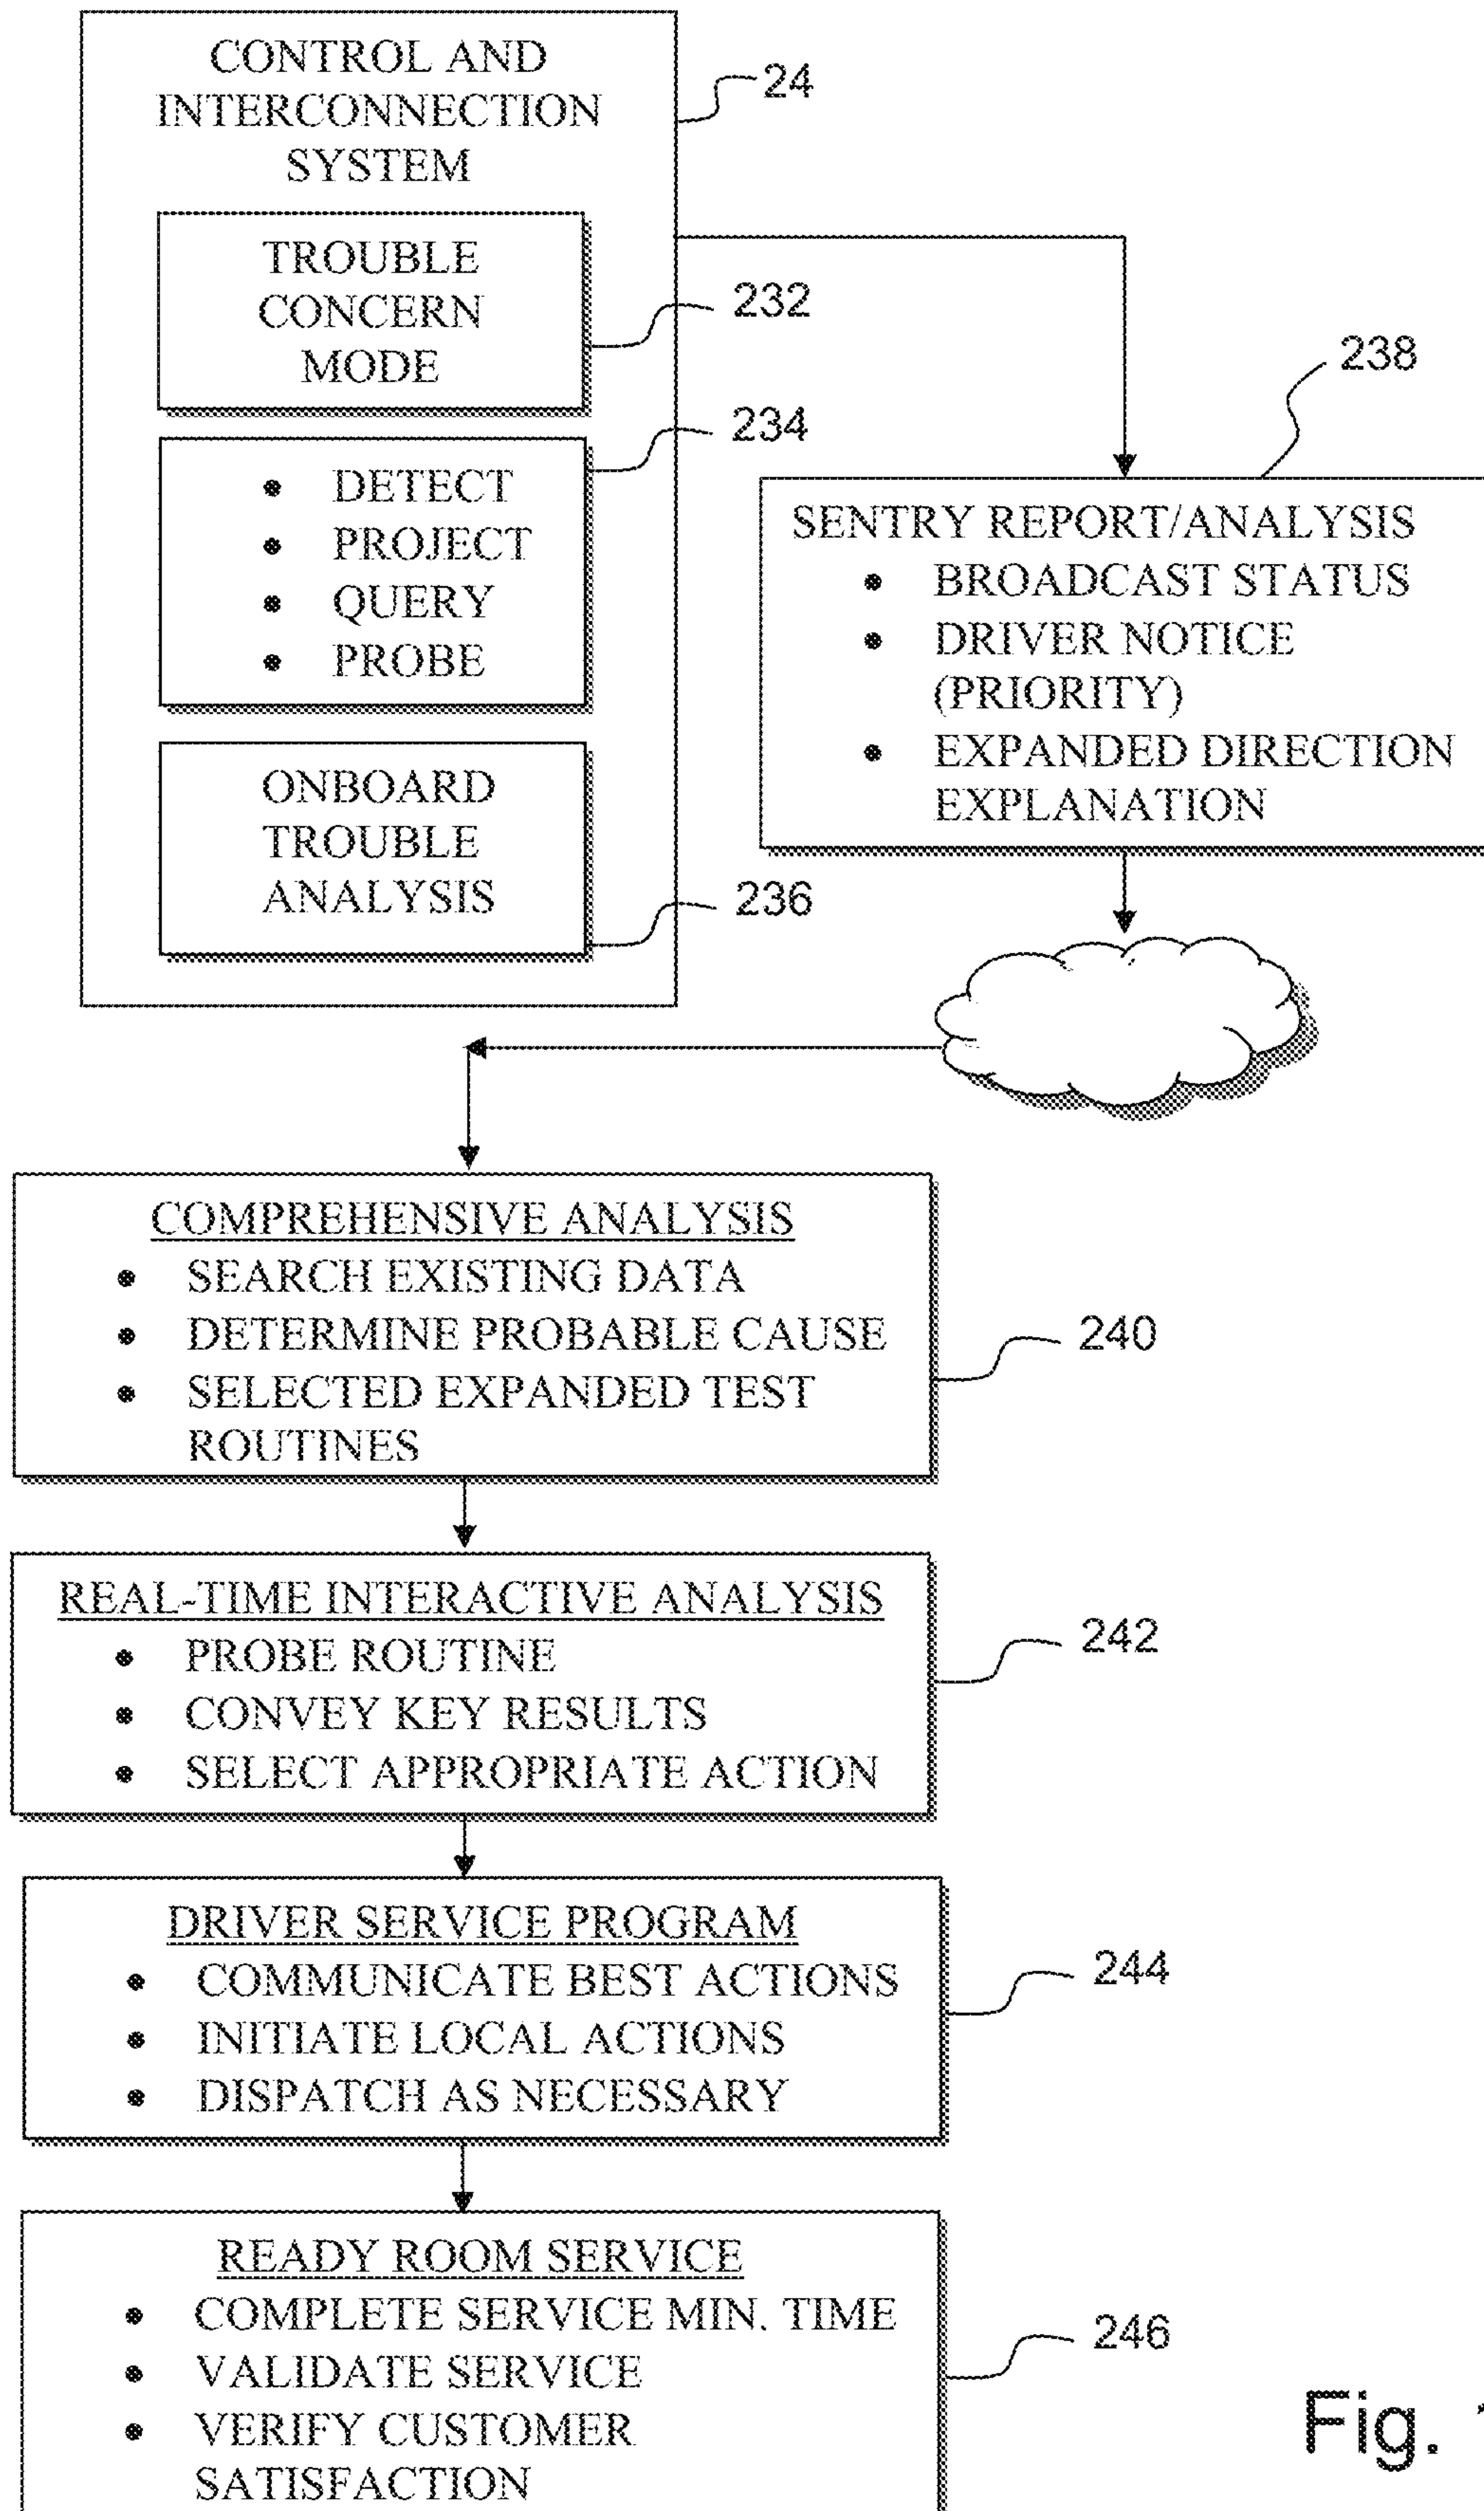 CONTROL AND
INTERCONNECTION
SYSTEM
24
TROUBLE
CONCERN
MODE
232
234
• DETECT
• PROJECT
• QUERY
• PROBE
ONBOARD
TROUBLE
ANALYSIS
236
238
SENTRY REPORT/ANALYSIS
• BROADCAST STATUS
• DRIVER NOTICE
(PRIORITY)
• EXPANDED DIRECTION
EXPLANATION
COMPREHENSIVE ANALYSIS
• SEARCH EXISTING DATA
• DETERMINE PROBABLE CAUSE
• SELECTED EXPANDED TEST
ROUTINES
240
REAL-TIME INTERACTIVE ANALYSIS
• PROBE ROUTINE
• CONVEY KEY RESULTS
• SELECT APPROPRIATE ACTION
242
DRIVER SERVICE PROGRAM
• COMMUNICATE BEST ACTIONS
• INITIATE LOCAL ACTIONS
• DISPATCH AS NECESSARY
244
READY ROOM SERVICE
• COMPLETE SERVICE MIN. TIME
• VALIDATE SERVICE
• VERIFY CUSTOMER
SATISFACTION
246
Fig.